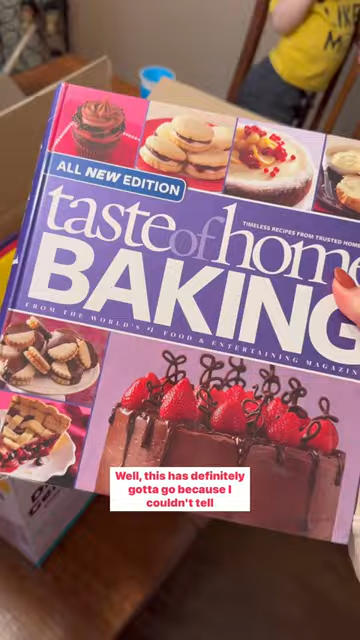 LIKE
M
ALL NEW EDITION
TIMELESS RECIPES FROM TRUSTED HOME
taste of home
BAKING
FROM THE WORLD'S #1 FOOD & ENTERTAINING MAGAZINE
Well, this has definitely
gotta go because I
couldn't tell